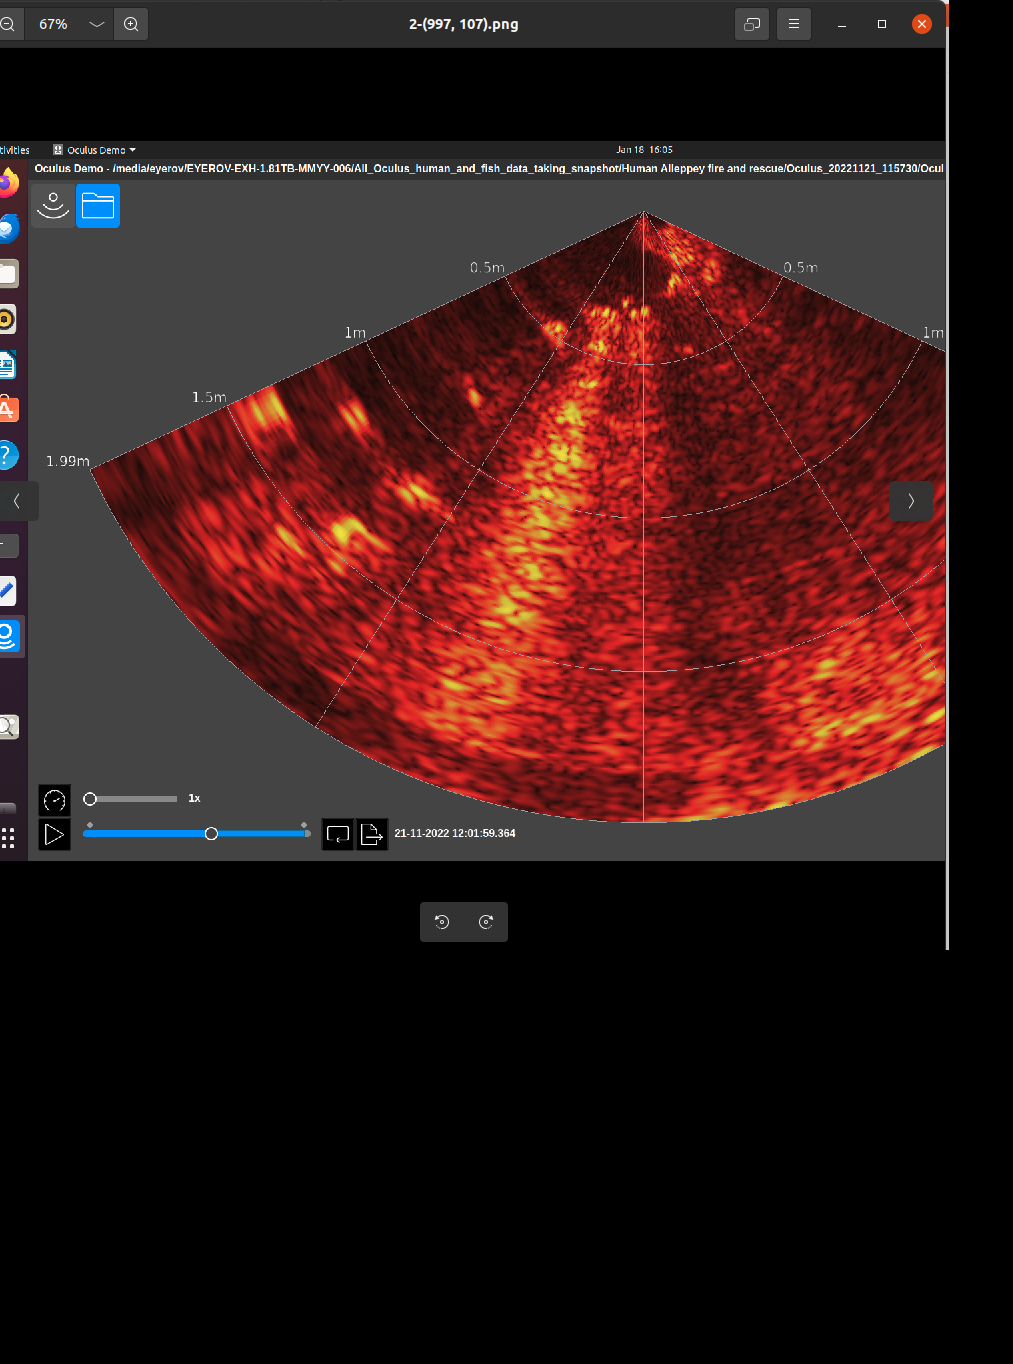 67%
2-(997, 107).png
tivities
Oculus Demo
Jan 18 16:05
Oculus Demo - /media/eyerov/EYEROV-EXH-1.81TB-MMYY-006/All_Oculus_human_and_fish_data_taking_snapshot/Human Alleppey fire and rescue/Oculus_20221121_115730/Ocul
0.5m
0.5m
1m
1m
1.5m
1.99m
1x
21-11-2022 12:01:59.364